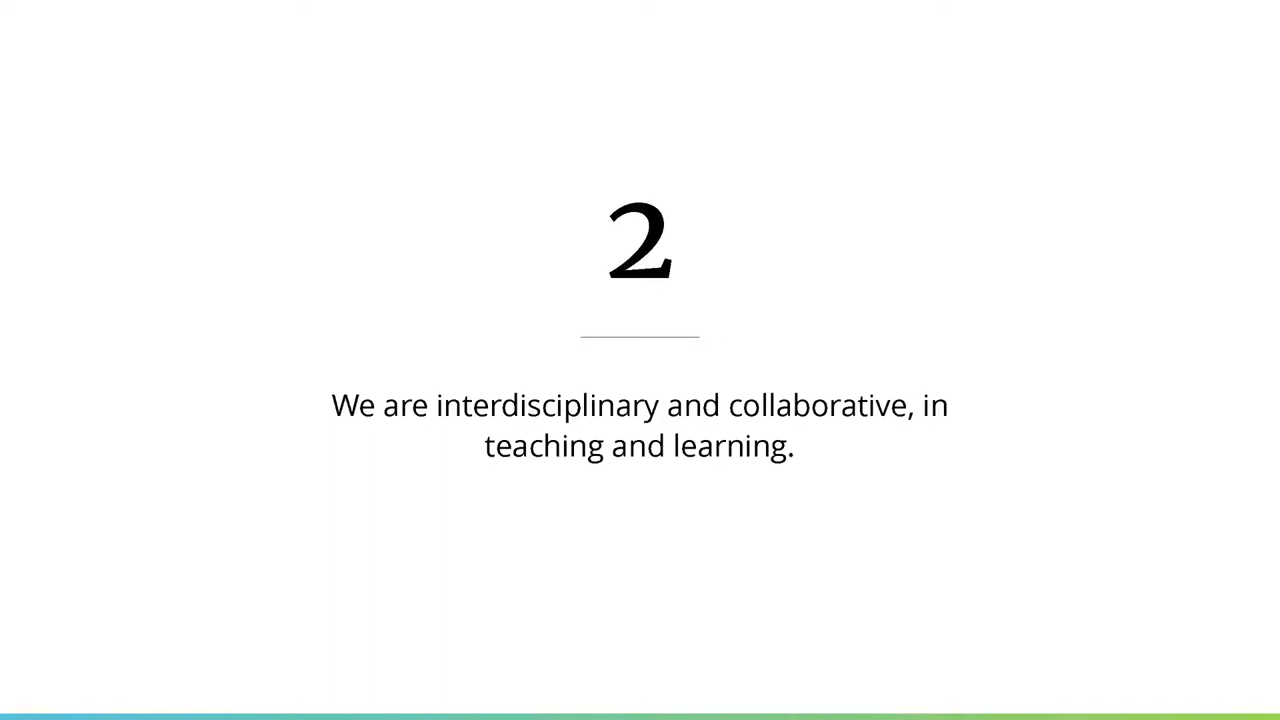 2
We are interdisciplinary and collaborative, in
teaching and learning.